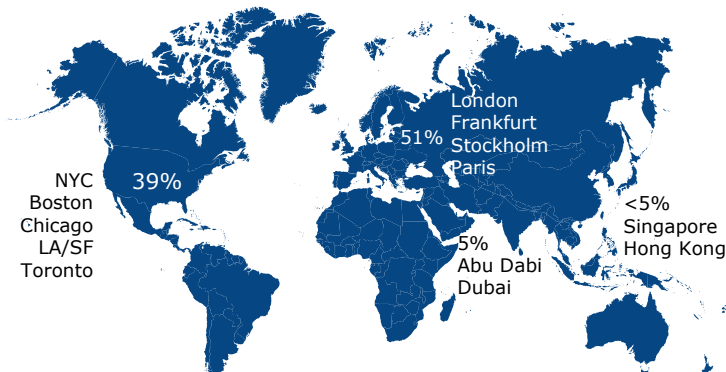 39%
NYC
Boston
Chicago
LA/SF
Toronto
51%
London
Frankfurt
Stockholm
Paris
5%
Abu Dabi
Dubai
<5%
Singapore
Hong Kong